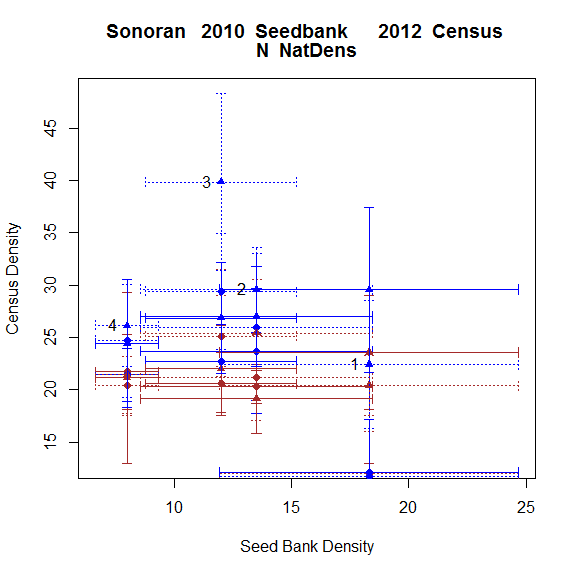 Sonoran 2010 Seedbank 2012 Census
N NatDens
45
40
35
30
25
20
15
3
2
4
1
10 15 20 25
Census Density
Seed Bank Density